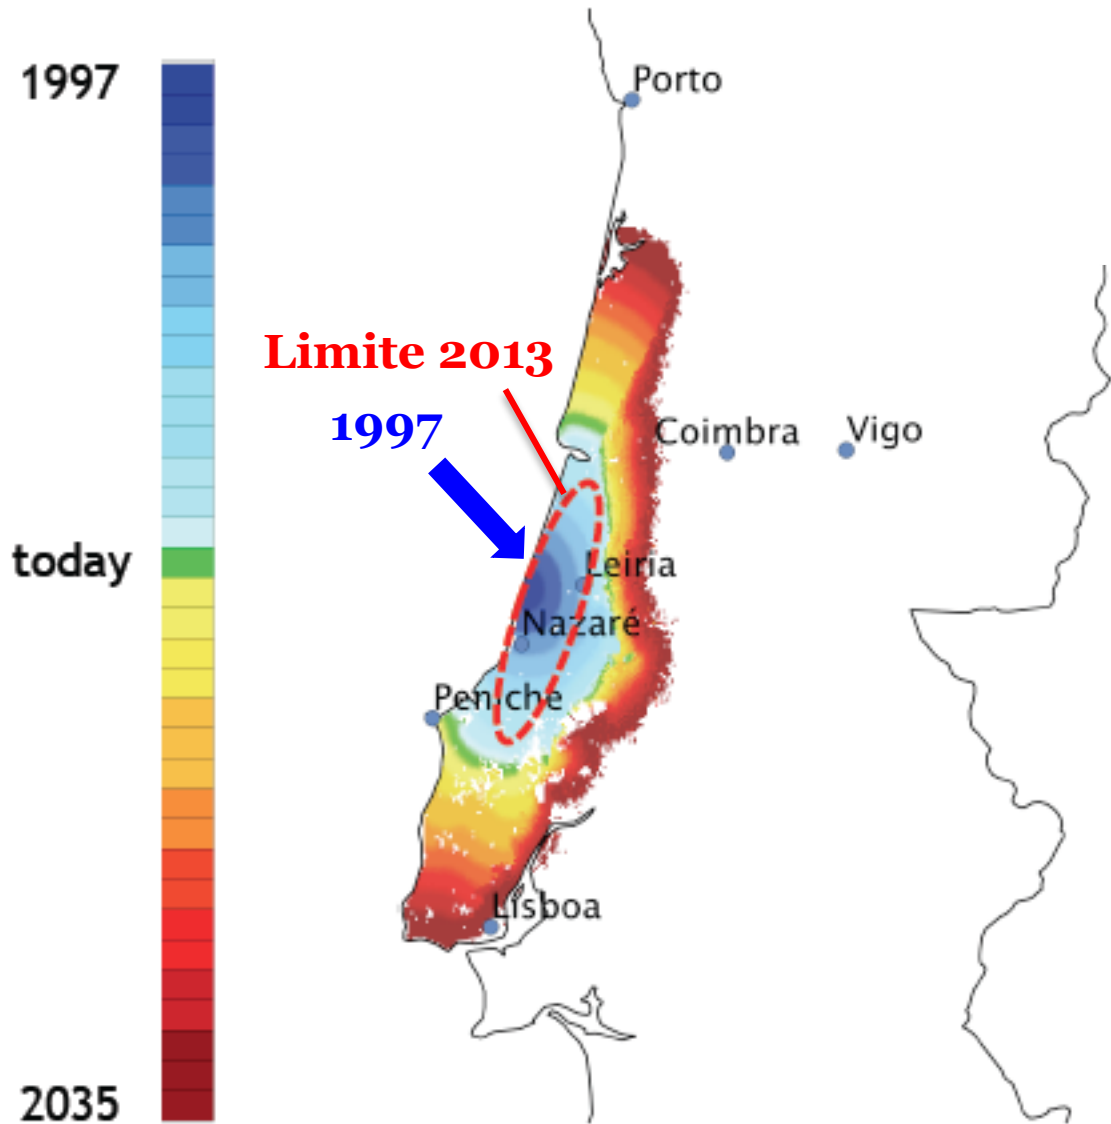 1997
Porto
Limite 2013
1997
Coimbra
Vigo
today
Leiria
Nazaré
Peniche
Lisboa
2035